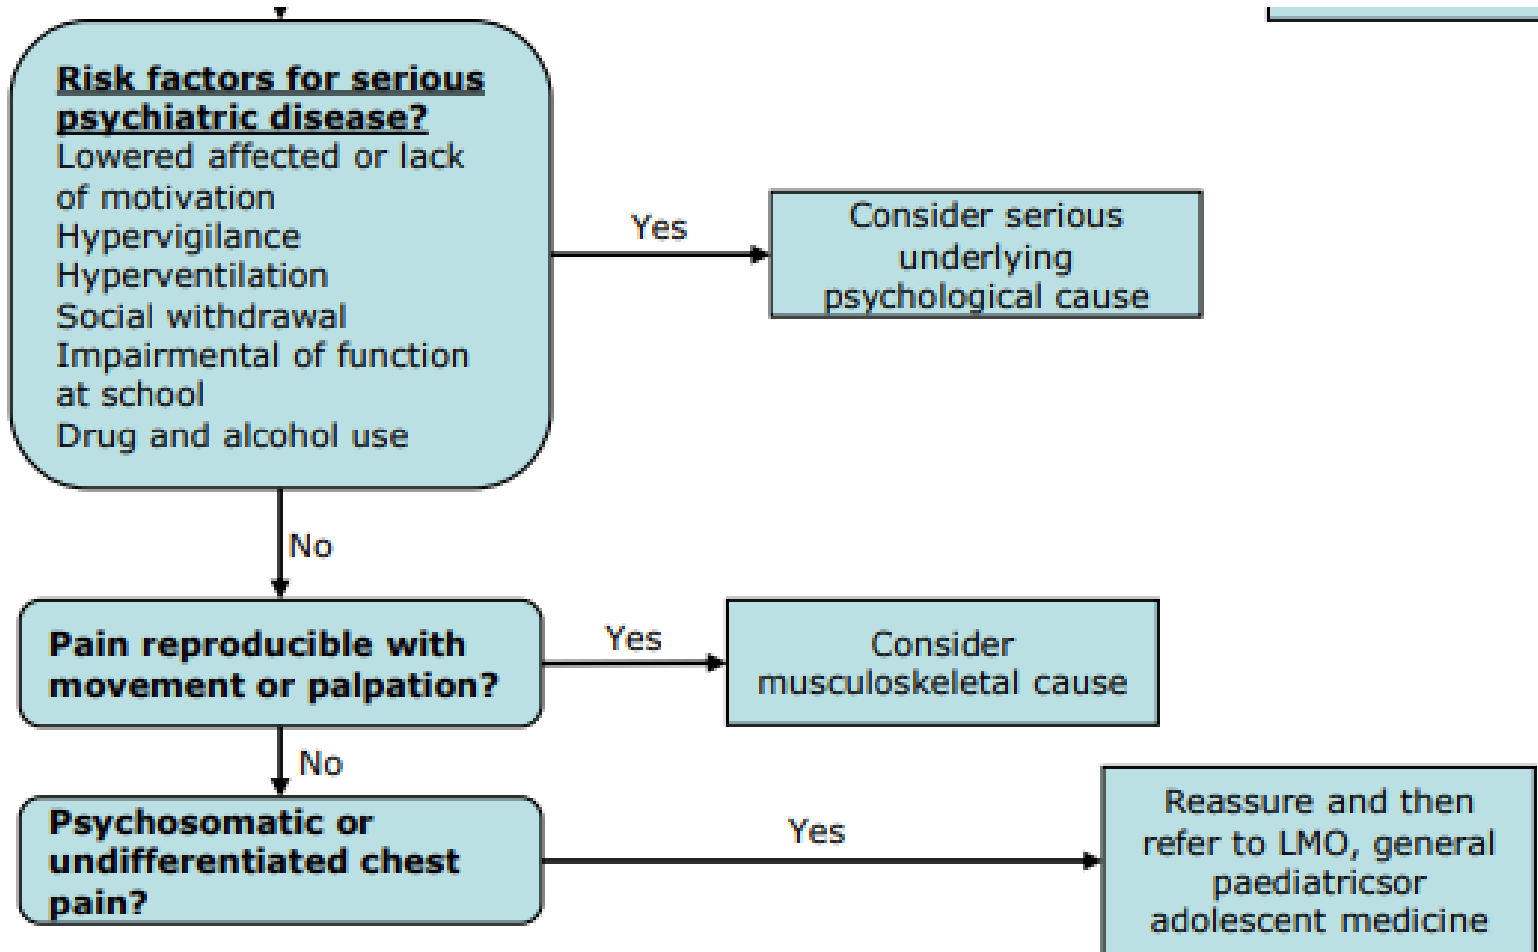 Risk factors for serious
psychiatric disease?
Lowered affected or lack
of motivation
Hypervigilance
Hyperventilation
Social withdrawal
Impairmental of function
at school
Drug and alcohol use
Yes
Consider serious
underlying
psychological cause
No
Pain reproducible with
movement or palpation?
Yes
Consider
musculoskeletal cause
No
Psychosomatic or
undifferentiated chest
pain?
Yes
Reassure and then
refer to LMO, general
paediatricsor
adolescent medicine